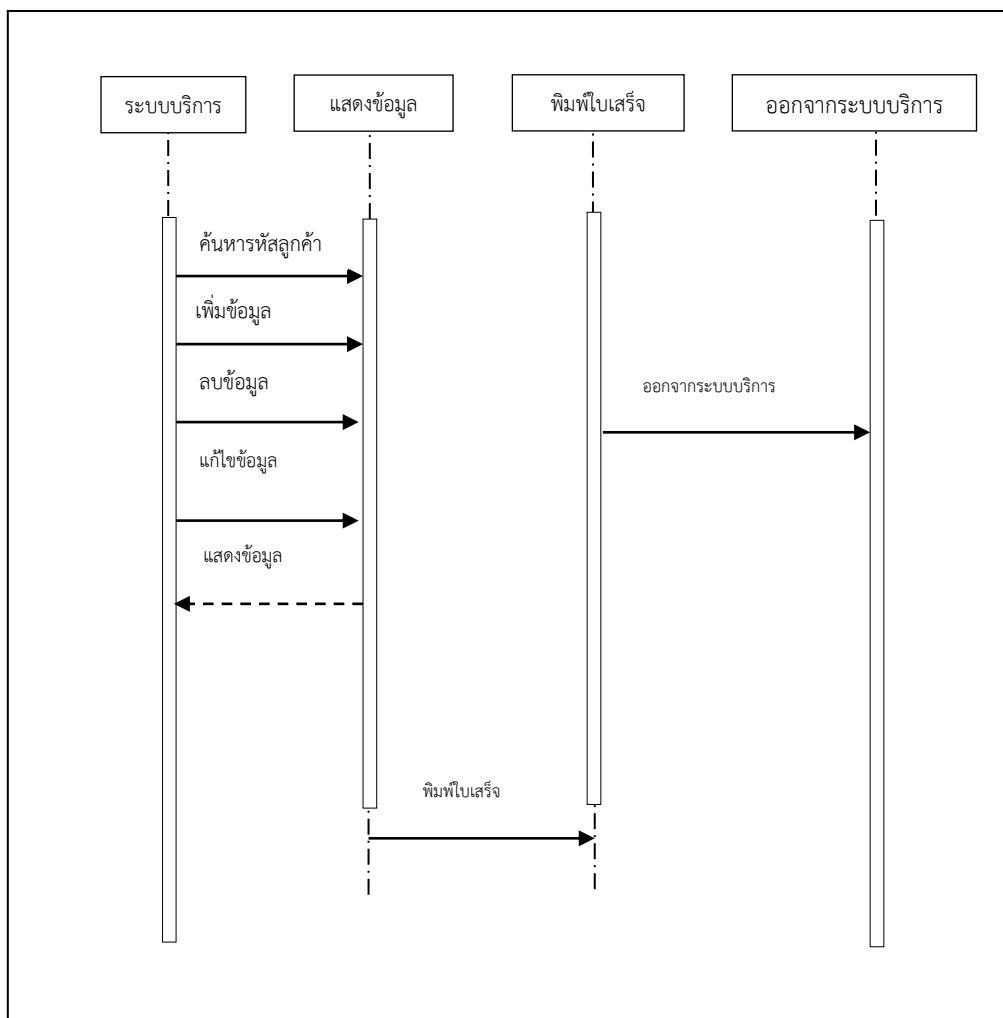 ระบบบริการ
แสดงข้อมูล
พิมพ์ใบเสร็จ
ออกจากระบบบริการ
ค้นหารหัสลูกค้า
เพิ่มข้อมูล
ลบข้อมูล
ออกจากระบบบริการ
แก้ไขข้อมูล
แสดงข้อมูล
พิมพ์ใบเสร็จ